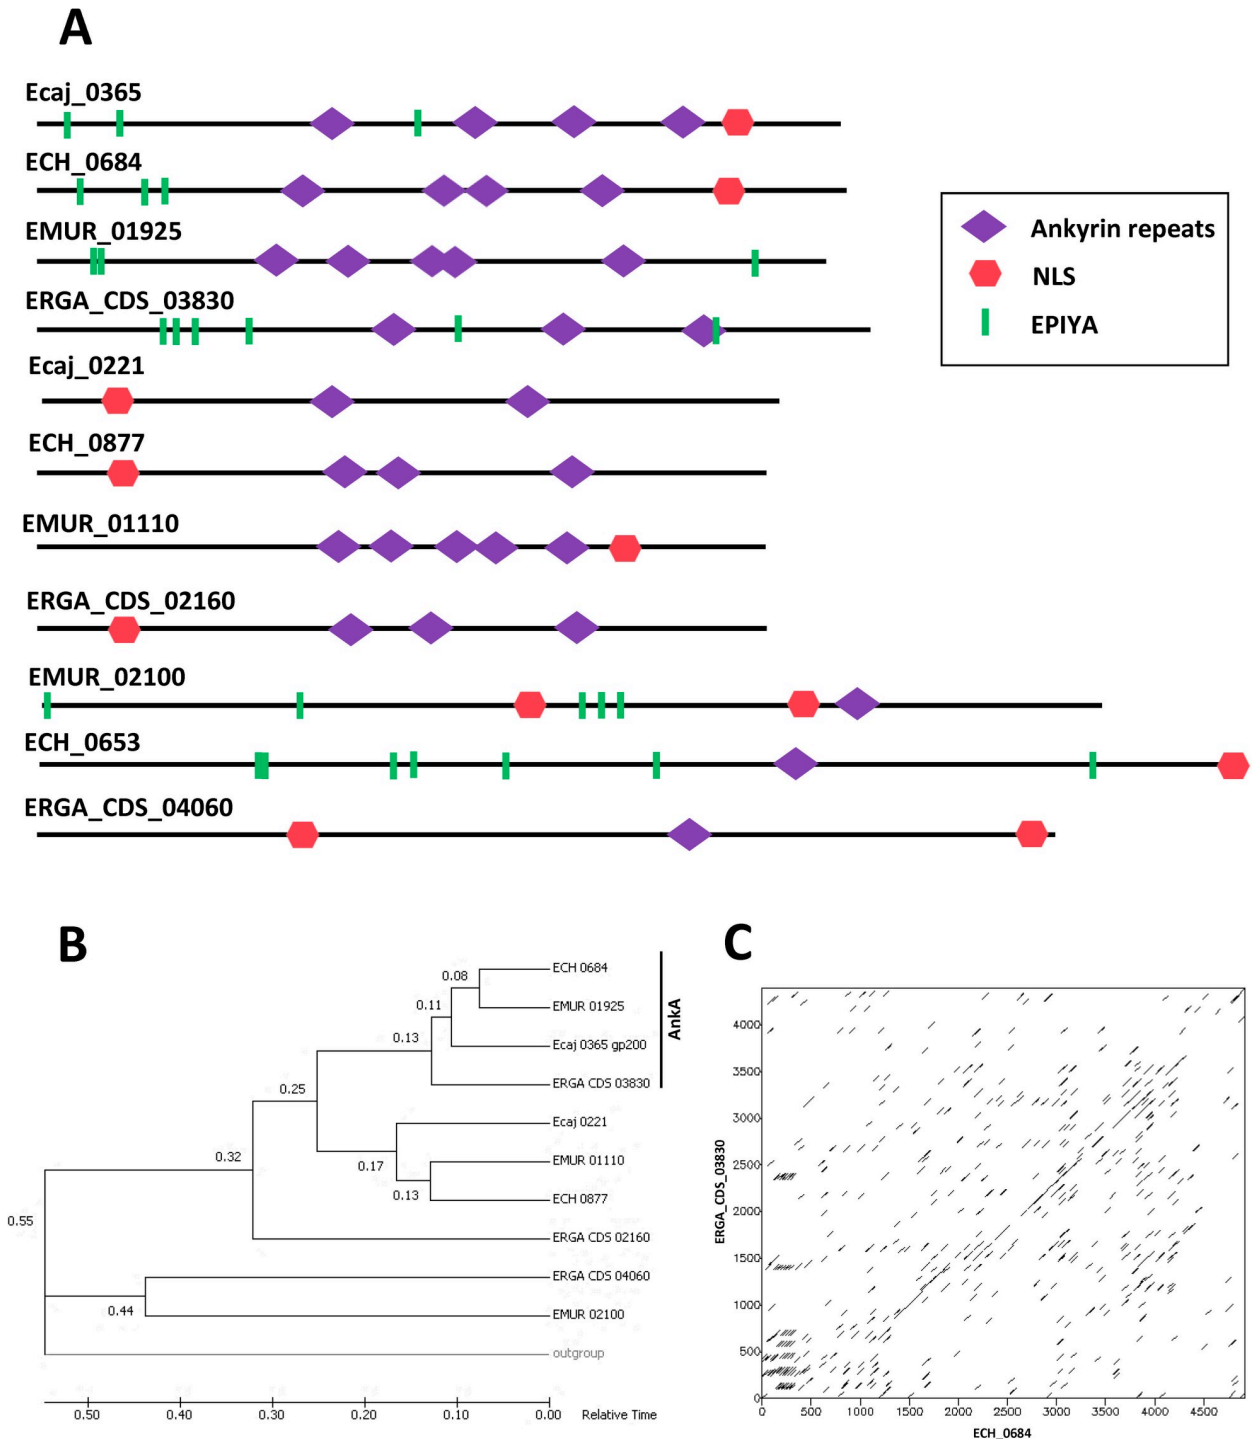 A
Ecaj_0365
ECH_0684
EMUR_01925
ERGA_CDS_03830
Ecaj_0221
ECH_0877
EMUR_01110
ERGA_CDS_02160
EMUR_02100
ECH_0653
ERGA_CDS_04060
Ankyrin repeats
NLS
EPIYA
B
ECH 0684
0.08
EMUR 01925
0.11
Ecaj 0365 gp200
0.13
ERGA CDS 03830
AnkA
0.25
Ecaj 0221
0.17
EMUR 01110
0.13
ECH 0877
0.32
ERGA CDS 02160
0.55
ERGA CDS 04060
0.44
EMUR 02100
outgroup
0.50 0.40 0.30 0.20 0.10 0.00 Relative Time
C
4000
3500
3000
2500
2000
1500
1000
500
0
ERGA_CDS_03830
0 500 1000 1500 2000 2500 3000 3500 4000 4500
ECH_0684